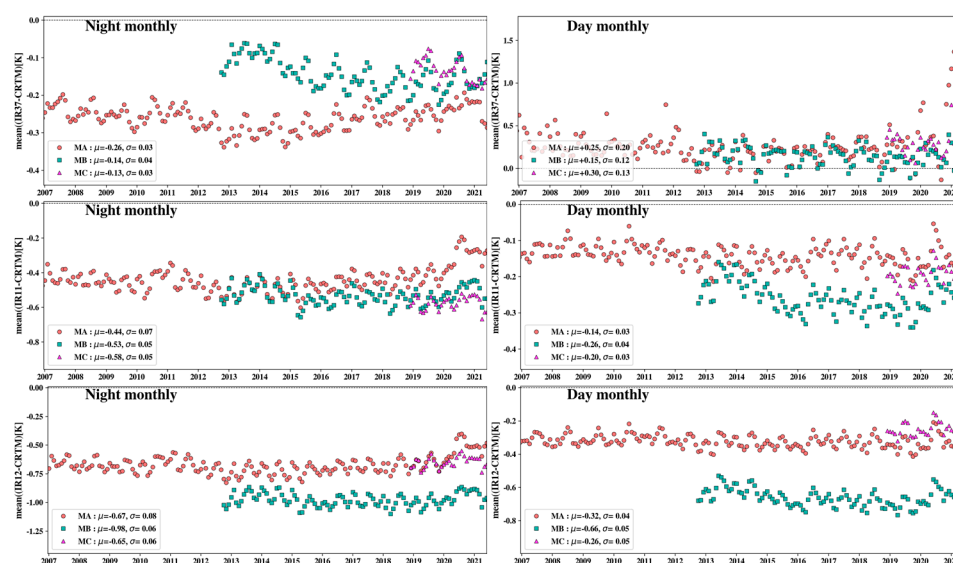 Night monthly
mean((IR37-CRTM)[K]
0.0
-0.1
-0.2
-0.3
-0.4
MA : μ=-0.26, σ= 0.03
MB : μ=-0.14, σ= 0.04
MC : μ=-0.13, σ= 0.03
2007 2008 2009 2010 2011 2012 2013 2014 2015 2016 2017 2018 2019 2020 2021
Day monthly
mean((IR37-CRTM)[K]
1.5
1.0
0.5
0.0
MA : μ=+0.25, σ= 0.20
MB : μ=+0.15, σ= 0.12
MC : μ=+0.30, σ= 0.13
2007 2008 2009 2010 2011 2012 2013 2014 2015 2016 2017 2018 2019 2020 202
Night monthly
mean((IR11-CRTM)[K]
0.0
-0.2
-0.4
-0.6
-0.8
MA : μ=-0.44, σ= 0.07
MB : μ=-0.53, σ= 0.05
MC : μ=-0.58, σ= 0.05
2007 2008 2009 2010 2011 2012 2013 2014 2015 2016 2017 2018 2019 2020 2021
Day monthly
mean((IR11-CRTM)[K]
0.0
-0.1
-0.2
-0.3
-0.4
MA : μ=-0.14, σ= 0.03
MB : μ=-0.26, σ= 0.04
MC : μ=-0.20, σ= 0.03
2007 2008 2009 2010 2011 2012 2013 2014 2015 2016 2017 2018 2019 2020 202
Night monthly
mean((IR12-CRTM)[K]
0.00
-0.25
-0.50
-0.75
-1.00
-1.25
MA : μ=-0.67, σ= 0.08
MB : μ=-0.98, σ= 0.06
MC : μ=-0.65, σ= 0.06
2007 2008 2009 2010 2011 2012 2013 2014 2015 2016 2017 2018 2019 2020 2021
Day monthly
mean((IR12-CRTM)[K]
0.0
-0.2
-0.4
-0.6
-0.8
MA : μ=-0.32, σ= 0.04
MB : μ=-0.66, σ= 0.05
MC : μ=-0.26, σ= 0.05
2007 2008 2009 2010 2011 2012 2013 2014 2015 2016 2017 2018 2019 2020 202